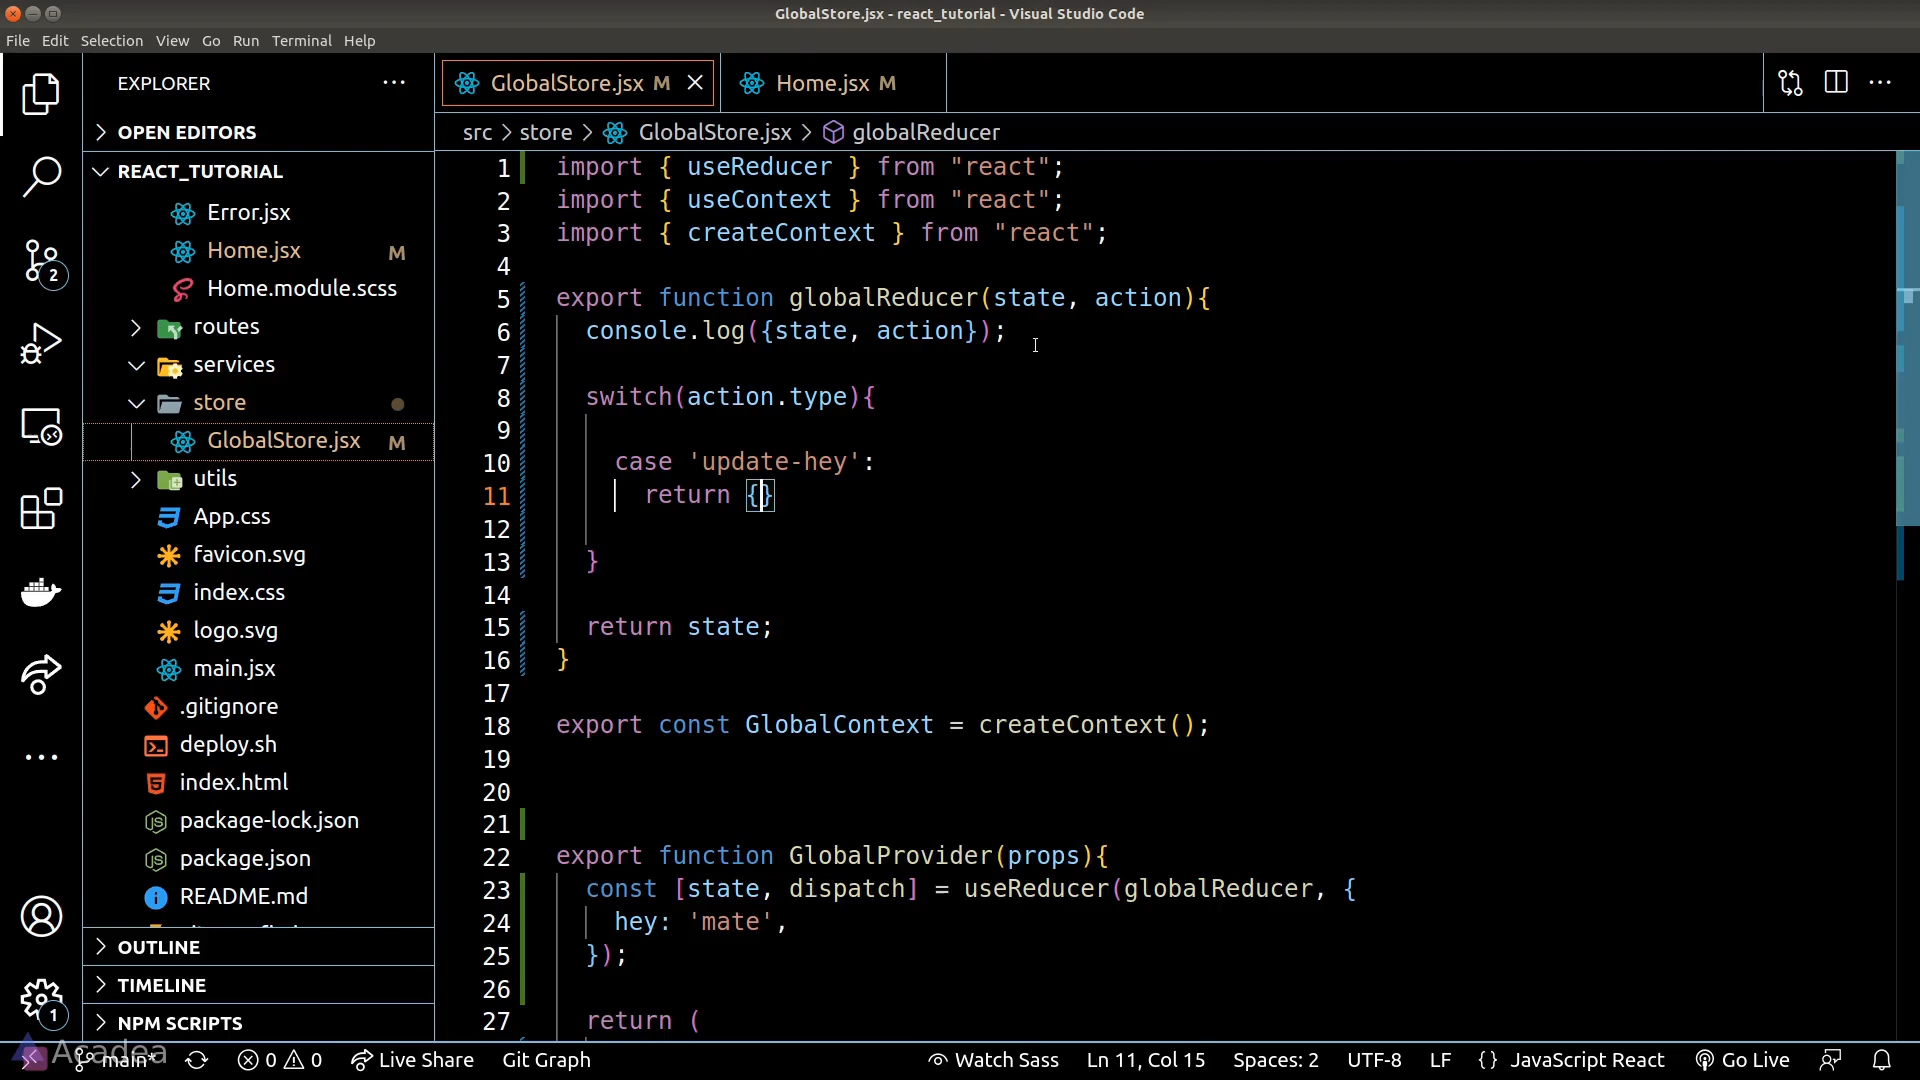 GlobalStore.jsx - react_tutorial - Visual Studio Code
File Edit Selection View Go Run Terminal Help
EXPLORER
OPEN EDITORS
REACT_TUTORIAL
Error.jsx
Home.jsx M
Home.module.scss
routes
services
store
GlobalStore.jsx M
utils
App.css
favicon.svg
index.css
logo.svg
main.jsx
.gitignore
deploy.sh
index.html
package-lock.json
package.json
README.md
OUTLINE
TIMELINE
NPM SCRIPTS
2
1
GlobalStore.jsx M
Home.jsx M
src > store > GlobalStore.jsx > globalReducer
1 import { useReducer } from "react";
2 import { useContext } from "react";
3 import { createContext } from "react";
4
5 export function globalReducer(state, action){
6 console.log({state, action});
7
8 switch(action.type){
9
10 case 'update-hey':
11 return {}
12
13 }
14
15 return state;
16 }
17
18 export const GlobalContext = createContext();
19
20
21
22 export function GlobalProvider(props){
23 const [state, dispatch] = useReducer(globalReducer, {
24 hey: 'mate',
25 });
26
27 return (
Acadea
main* 0 0 Live Share Git Graph Watch Sass Ln 11, Col 15 Spaces: 2 UTF-8 LF {} JavaScript React Go Live